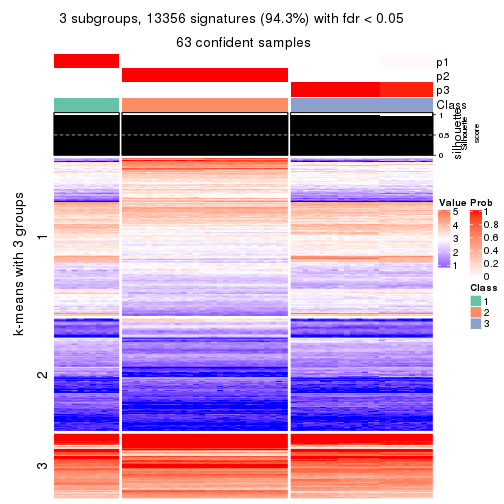 3 subgroups, 13356 signatures (94.3%) with fdr < 0.05
63 confident samples
p1
p2
p3
Class
silhouette
Silhouette
score
1
0.5
0
k-means with 3 groups
1
2
3
Value
5
4
3
2
1
Prob
1
0.8
0.6
0.4
0.2
0
Class
1
2
3